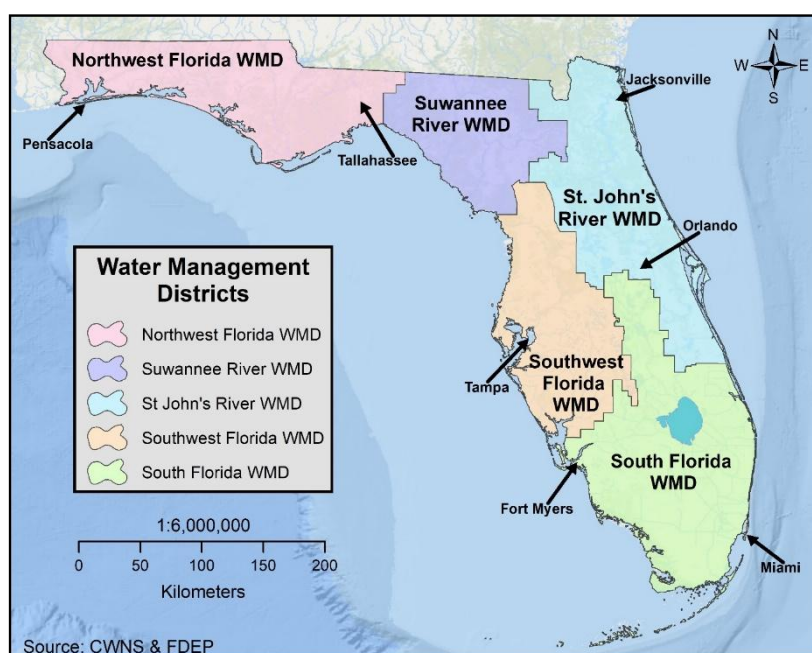 Northwest Florida WMD
Jacksonville
N
W E
S
Suwannee
River WMD
Pensacola
Tallahassee
St. John's
River WMD
Orlando
Water Management
Districts
Northwest Florida WMD
Suwannee River WMD
St John's River WMD
Southwest Florida WMD
South Florida WMD
Tampa
Southwest
Florida
WMD
South Florida
WMD
Fort Myers
Miami
1:6,000,000
0 50 100 150 200
Kilometers
Source: CWNS & FDEP